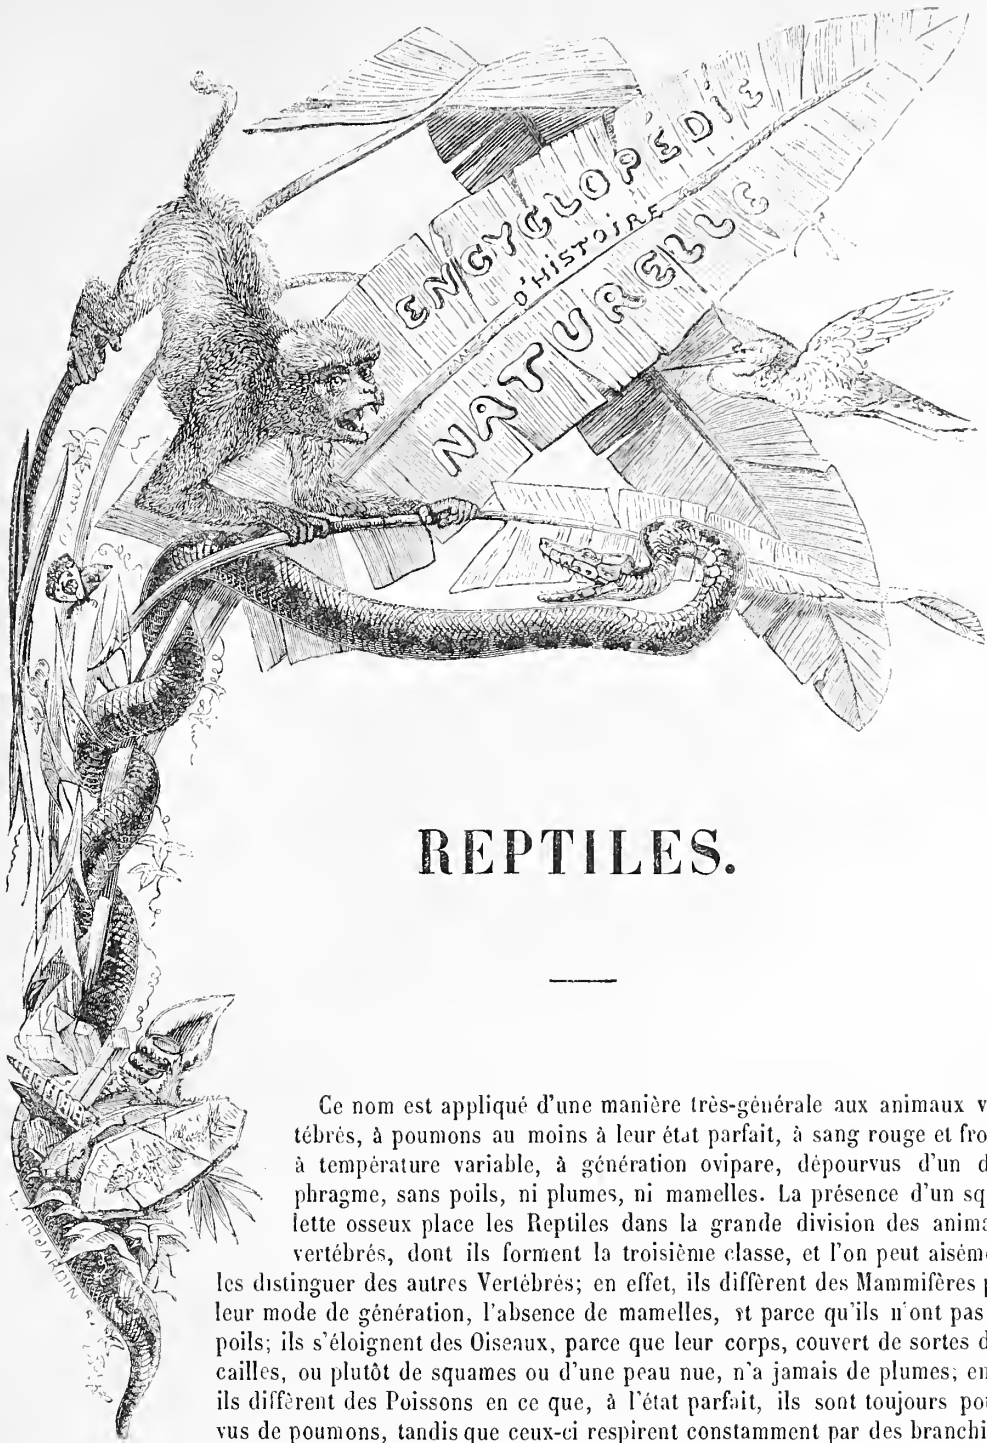 ENCYCLOPÉDIE
D'HISTOIRE
NATURELLE
REPTILES.
Ce nom est appliqué d'une manière très-générale aux animaux v
tébrés, à poumons au moins à leur état parfait, à sang rouge et fro
à température variable, à génération ovipare, dépourvus d'un d
phragme, sans poils, ni plumes, ni mamelles. La présence d'un squ
lette osseux place les Reptiles dans la grande division des anima
vertébrés, dont ils forment la troisième classe, et l'on peut aiséme
les distinguer des autres Vertébrés; en effet, ils diffèrent des Mammifères p
leur mode de génération, l'absence de mamelles, et parce qu'ils n'ont pas
poils; ils s'éloignent des Oiseaux, parce que leur corps, couvert de sortes d
cailles, ou plutôt de squames ou d'une peau nue, n'a jamais de plumes; en
ils diffèrent des Poissons en ce que, à l'état parfait, ils sont toujours pou
vus de poumons, tandis que ceux-ci respirent constamment par des branchi
DUJARDIN